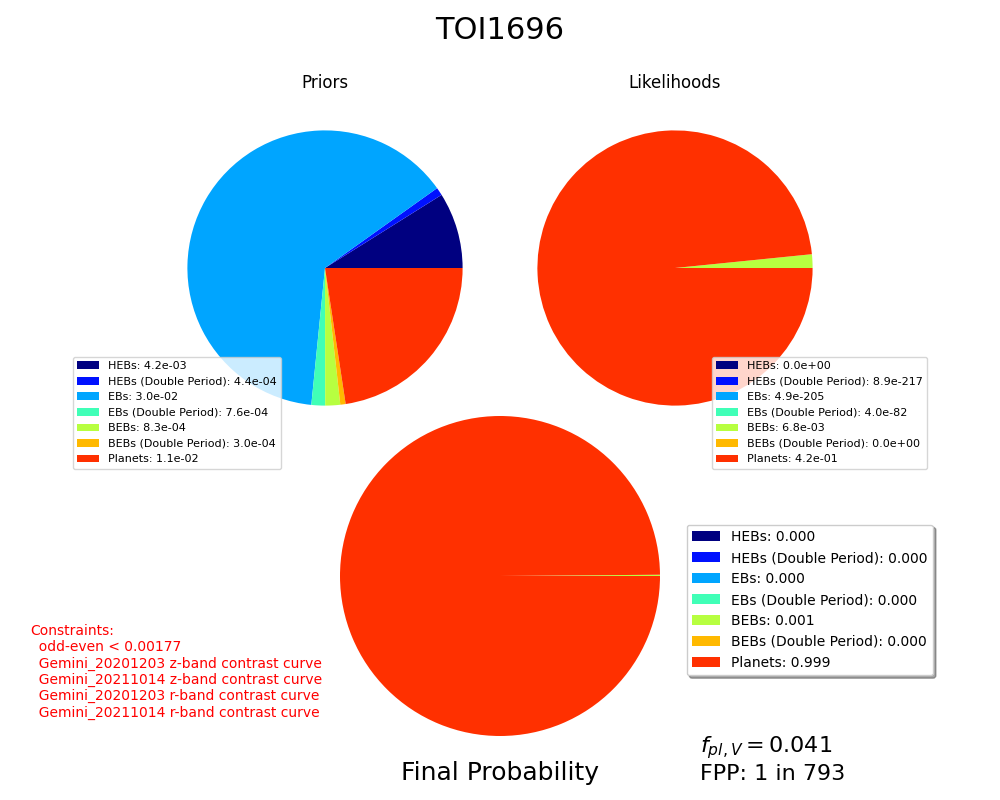 TOI1696
Priors
Likelihoods
HEBs: 4.2e-03
HEBs (Double Period): 4.4e-04
EBs: 3.0e-02
EBs (Double Period): 7.6e-04
BEBs: 8.3e-04
BEBs (Double Period): 3.0e-04
Planets: 1.1e-02
HEBs: 0.0e+00
HEBs (Double Period): 8.9e-217
EBs: 4.9e-205
EBs (Double Period): 4.0e-82
BEBs: 6.8e-03
BEBs (Double Period): 0.0e+00
Planets: 4.2e-01
HEBs: 0.000
HEBs (Double Period): 0.000
EBs: 0.000
EBs (Double Period): 0.000
BEBs: 0.001
BEBs (Double Period): 0.000
Planets: 0.999
Constraints:
odd-even < 0.00177
Gemini_20201203 z-band contrast curve
Gemini_20211014 z-band contrast curve
Gemini_20201203 r-band contrast curve
Gemini_20211014 r-band contrast curve
Final Probability
f_{pl,V} = 0.041
FPP: 1 in 793